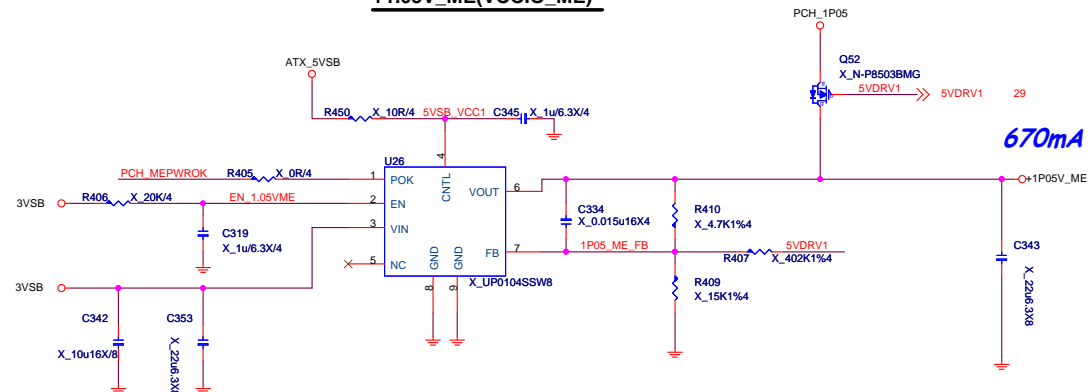 +1.05V_ME(VCCIO_ME)
PCH_1P05
Q52
X_N-P8503BMG
5VDRV1
5VDRV1 29
670mA
ATX_5VSB
R450 X_10R/4 5VSB_VCC1 C345 X_1u/6.3X/4
U26
PCH_MEPWROK R405 X_0R/4 1 POK
CNTL 4
VOUT 6
+1P05V_ME
3VSB R406 X_20K/4 EN_1.05VME 2 EN
3 VIN
C319
X_1u/6.3X/4
C334
X_0.015u16X4
R410
X_4.7K1%4
FB 7 1P05_ME_FB
R407 X_402K1%4 5VDRV1
5 NC
GND GND
8 9
X_UP0104SSW8
R409
X_15K1%4
C343
X_22u6.3X8
3VSB
C342
X_10u16X/8
C353
X_22u6.3X8